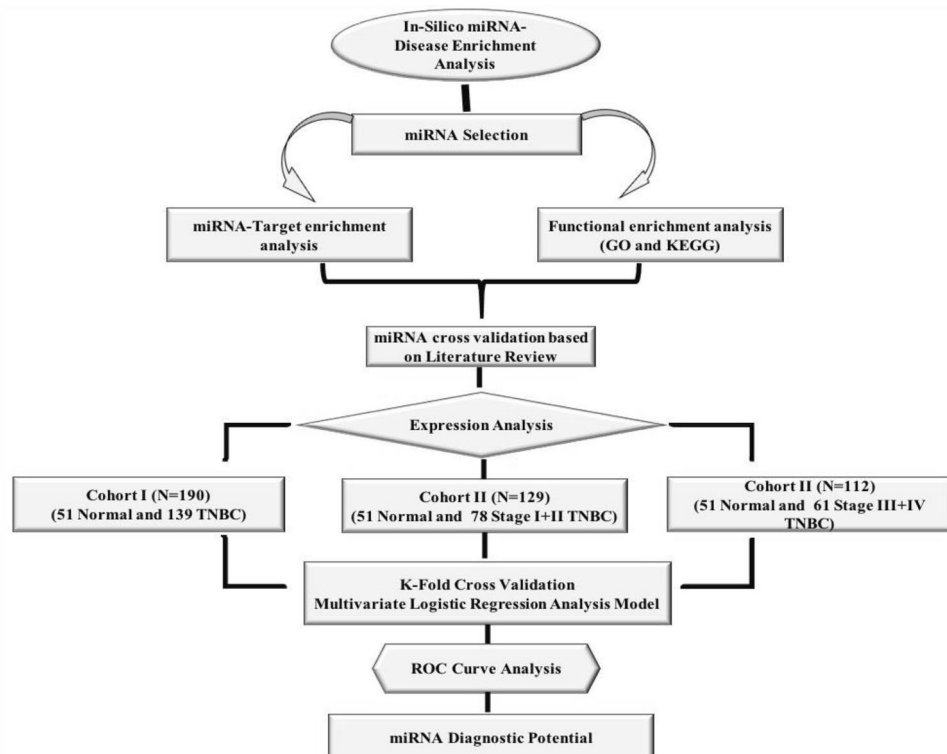 In-Silico miRNA-
Disease Enrichment
Analysis
miRNA Selection
miRNA-Target enrichment
analysis
Functional enrichment analysis
(GO and KEGG)
miRNA cross validation based
on Literature Review
Expression Analysis
Cohort I (N=190)
(51 Normal and 139 TNBC)
Cohort II (N=129)
(51 Normal and 78 Stage I+II TNBC)
Cohort II (N=112)
(51 Normal and 61 Stage III+IV
TNBC)
K-Fold Cross Validation
Multivariate Logistic Regression Analysis Model
ROC Curve Analysis
miRNA Diagnostic Potential